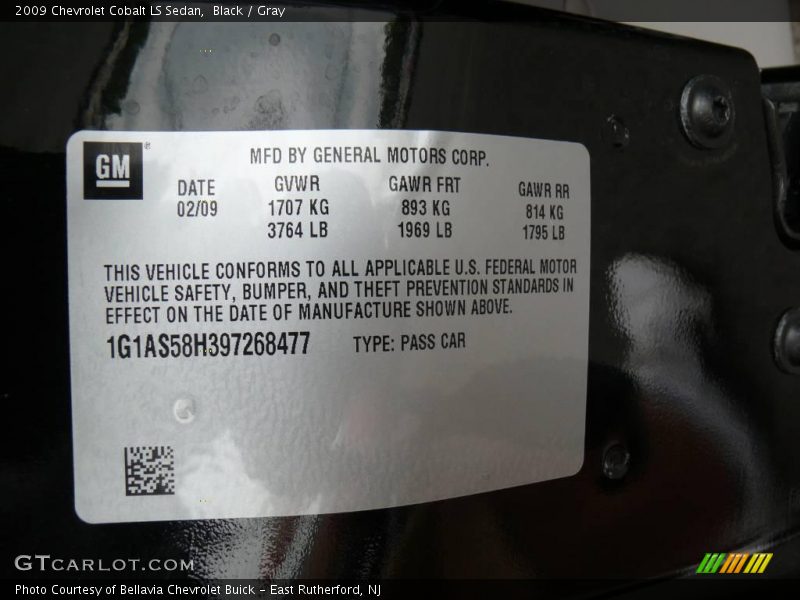 2009 Chevrolet Cobalt LS Sedan, Black / Gray
GM®
MFD BY GENERAL MOTORS CORP.
DATE GVWR GAWR FRT GAWR RR
02/09 1707 KG 893 KG 814 KG
3764 LB 1969 LB 1795 LB
THIS VEHICLE CONFORMS TO ALL APPLICABLE U.S. FEDERAL MOTOR
VEHICLE SAFETY, BUMPER, AND THEFT PREVENTION STANDARDS IN
EFFECT ON THE DATE OF MANUFACTURE SHOWN ABOVE.
1G1AS58H397268477 TYPE: PASS CAR
GTCARLOT.COM
Photo Courtesy of Bellavia Chevrolet Buick - East Rutherford, NJ